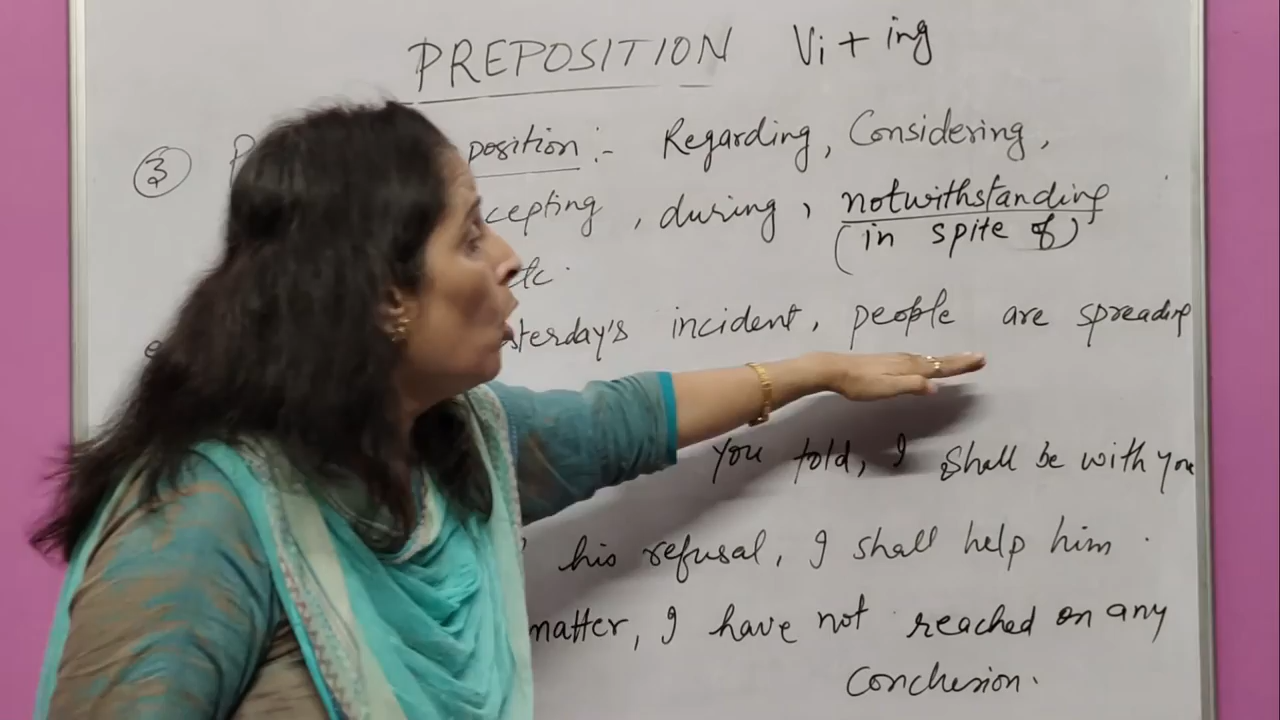 PREPOSITION Vi + ing
③ position :- Regarding, Considering,
cepting, during, notwithstanding
(in spite of)
etc.
sterday's incident, people are spreading
you told, I shall be with you
his refusal, I shall help him.
matter, I have not reached on any
Conclusion.